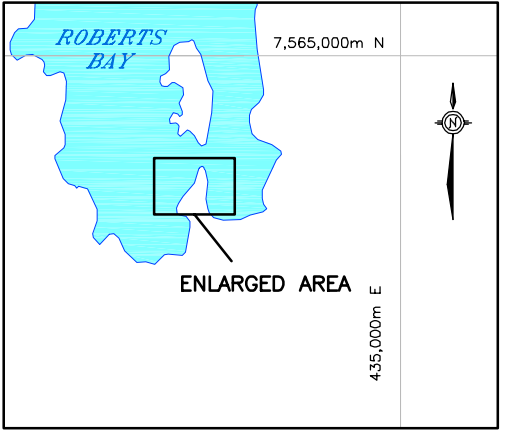 ROBERTS
BAY
7,565,000m N
N
ENLARGED AREA
435,000m E